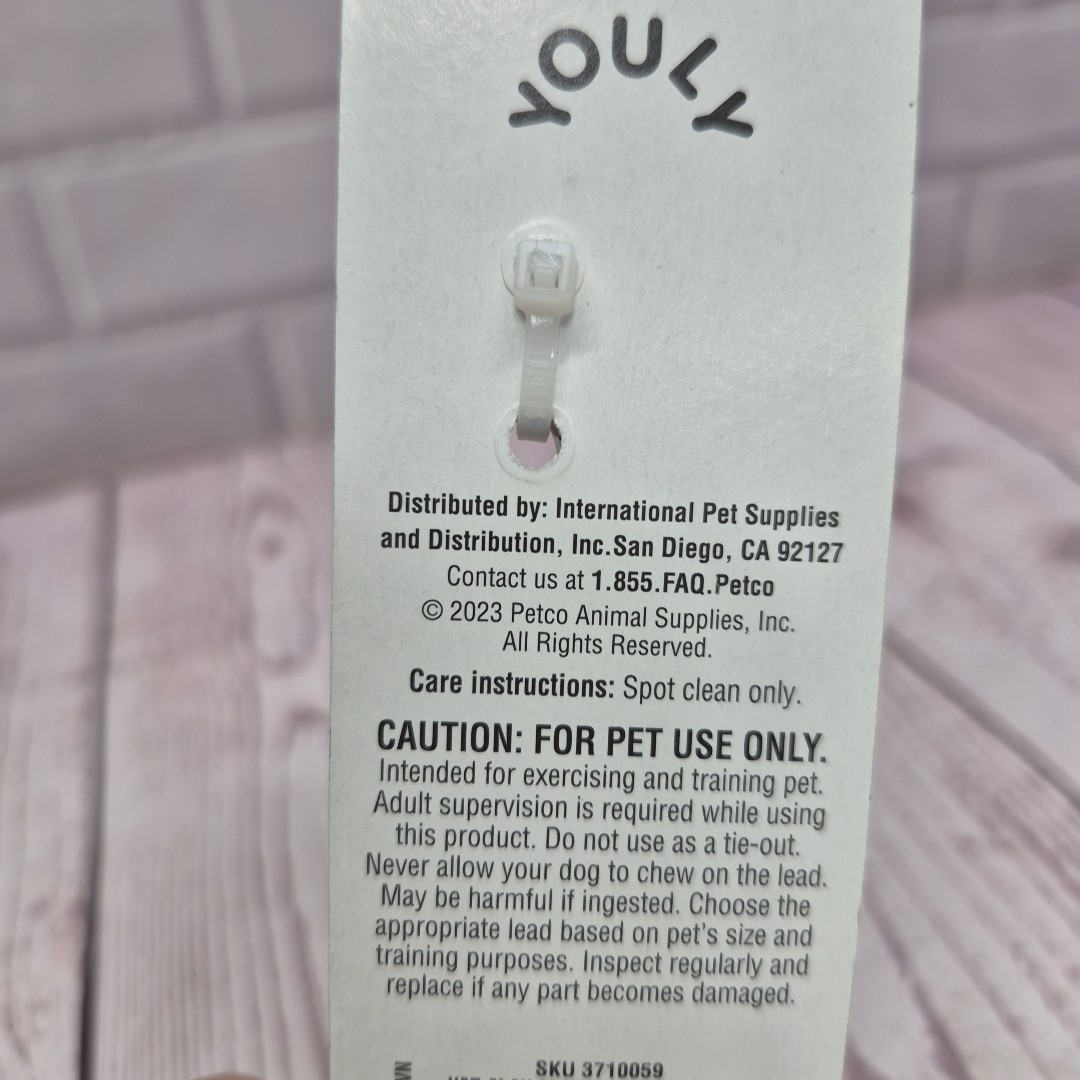 YOULY
Distributed by: International Pet Supplies
and Distribution, Inc.San Diego, CA 92127
Contact us at 1.855.FAQ.Petco
© 2023 Petco Animal Supplies, Inc.
All Rights Reserved.
Care instructions: Spot clean only.
CAUTION: FOR PET USE ONLY.
Intended for exercising and training pet.
Adult supervision is required while using
this product. Do not use as a tie-out.
Never allow your dog to chew on the lead.
May be harmful if ingested. Choose the
appropriate lead based on pet's size and
training purposes. Inspect regularly and
replace if any part becomes damaged.
SKU 3710059